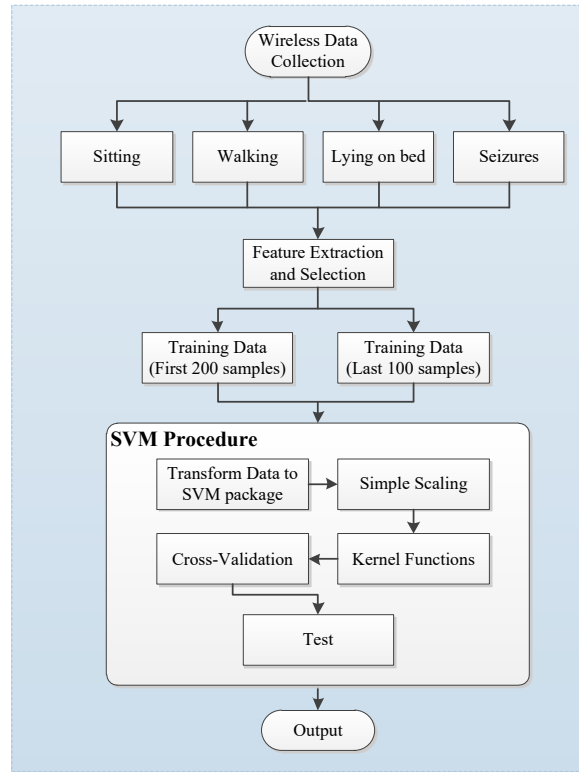 Wireless Data
Collection
Sitting
Walking
Lying on bed
Seizures
Feature Extraction
and Selection
Training Data
(First 200 samples)
Training Data
(Last 100 samples)
SVM Procedure
Transform Data to
SVM package
Simple Scaling
Cross-Validation
Kernel Functions
Test
Output